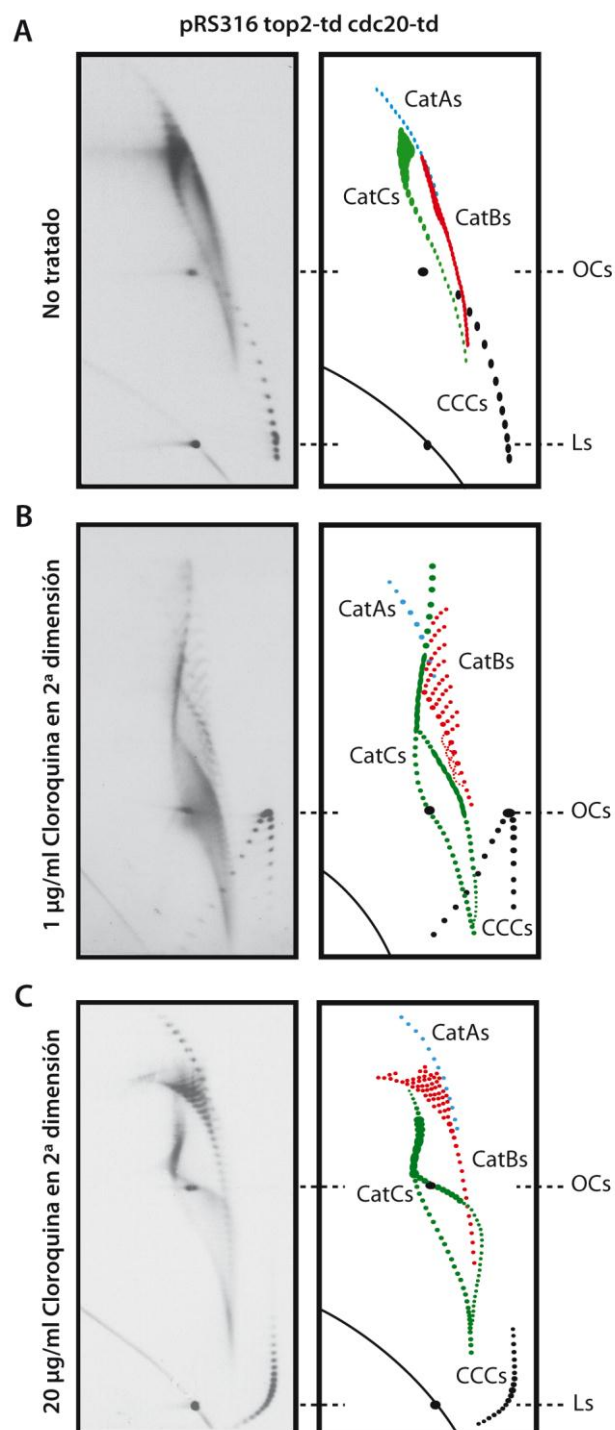 pRS316 top2-td cdc20-td
A
No tratado
CatAs
CatCs
CatBs
OCs
CCCs
Ls
B
1 µg/ml Cloroquina en 2ª dimensión
CatAs
CatBs
CatCs
OCs
CCCs
C
20 µg/ml Cloroquina en 2ª dimensión
CatAs
CatBs
CatCs
OCs
CCCs
Ls